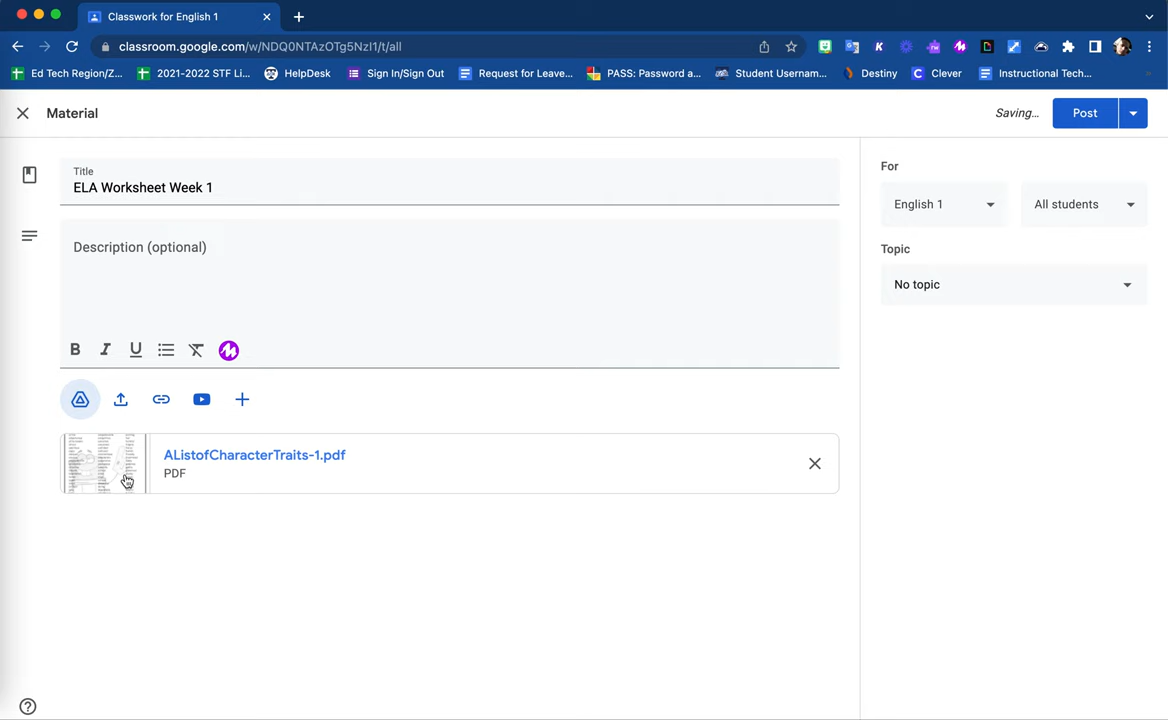 Classwork for English 1
classroom.google.com/w/NDQ0NTAzOTg5NzI1/t/all
Ed Tech Region/Z... 2021-2022 STF Li... HelpDesk Sign In/Sign Out Request for Leave... PASS: Password a... Student Usernam... Destiny Clever Instructional Tech...
Material Saving... Post
Title
ELA Worksheet Week 1
Description (optional)
For
English 1 All students
Topic
No topic
AListofCharacterTraits-1.pdf
PDF